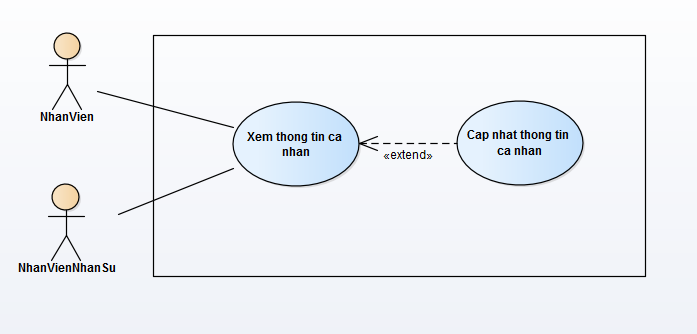 NhanVien
Xem thong tin ca
nhan
Cap nhat thong tin
ca nhan
«extend»
NhanVienNhanSu